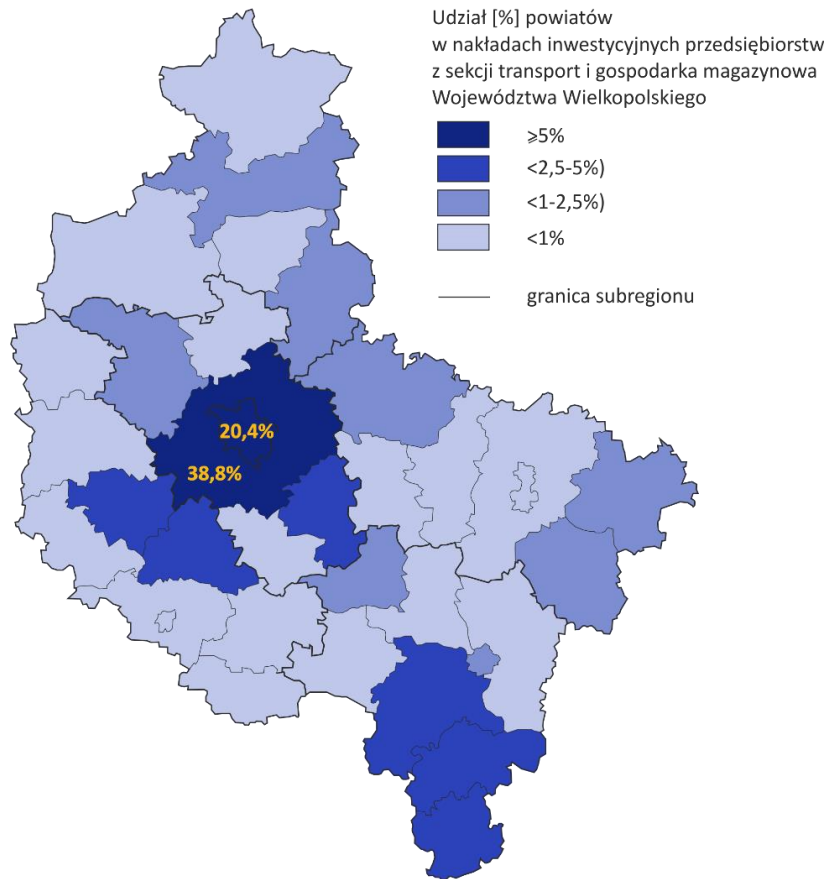 Udział [%] powiatów
w nakładach inwestycyjnych przedsiębiorstw
z sekcji transport i gospodarka magazynowa
Województwa Wielkopolskiego
⩾5%
<2,5-5%)
<1-2,5%)
<1%
granica subregionu
20,4%
38,8%